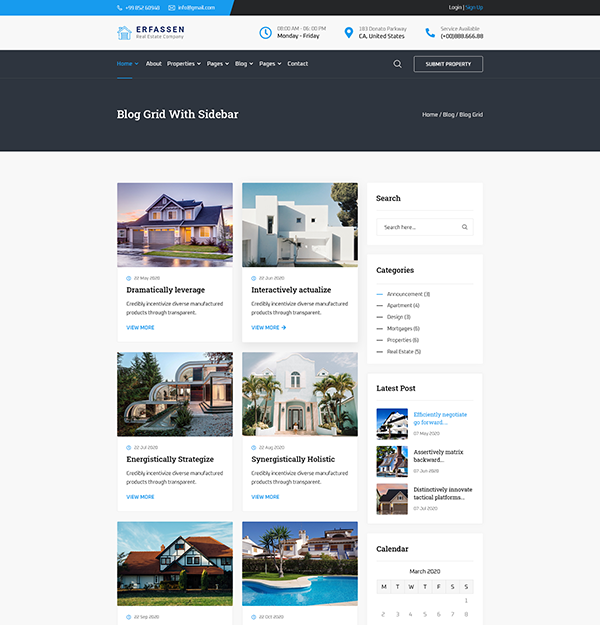 +99 852 60948 info@gmail.com Login | Sign Up
ERFASSEN
Real Estate Company
08:00 AM - 06: 00 PM
Monday - Friday
103 Donato Parkway
CA, United States
Service Available
(+00)888.666.88
Home About Properties Pages Blog Pages Contact SUBMIT PROPERTY
Blog Grid With Sidebar
Home / Blog / Blog Grid
22 May 2020
Dramatically leverage
Credibly incentivize diverse manufactured
products through transparent.
VIEW MORE
22 Jun 2020
Interactively actualize
Credibly incentivize diverse manufactured
products through transparent.
VIEW MORE
22 Jul 2020
Energistically Strategize
Credibly incentivize diverse manufactured
products through transparent.
VIEW MORE
22 Aug 2020
Synergistically Holistic
Credibly incentivize diverse manufactured
products through transparent.
VIEW MORE
22 Sep 2020
22 Oct 2020
Search
Search here...
Categories
Announcement (3)
Apartment (4)
Design (3)
Mortgages (6)
Properties (6)
Real Estate (5)
Latest Post
Efficiently negotiate
go forward....
07 May 2020
Assertively matrix
backward...
07 Jun 2020
Distinctively innovate
tactical platforms...
07 Jul 2020
Calendar
March 2020
M T W T F S S
1
2 3 4 5 6 7 8